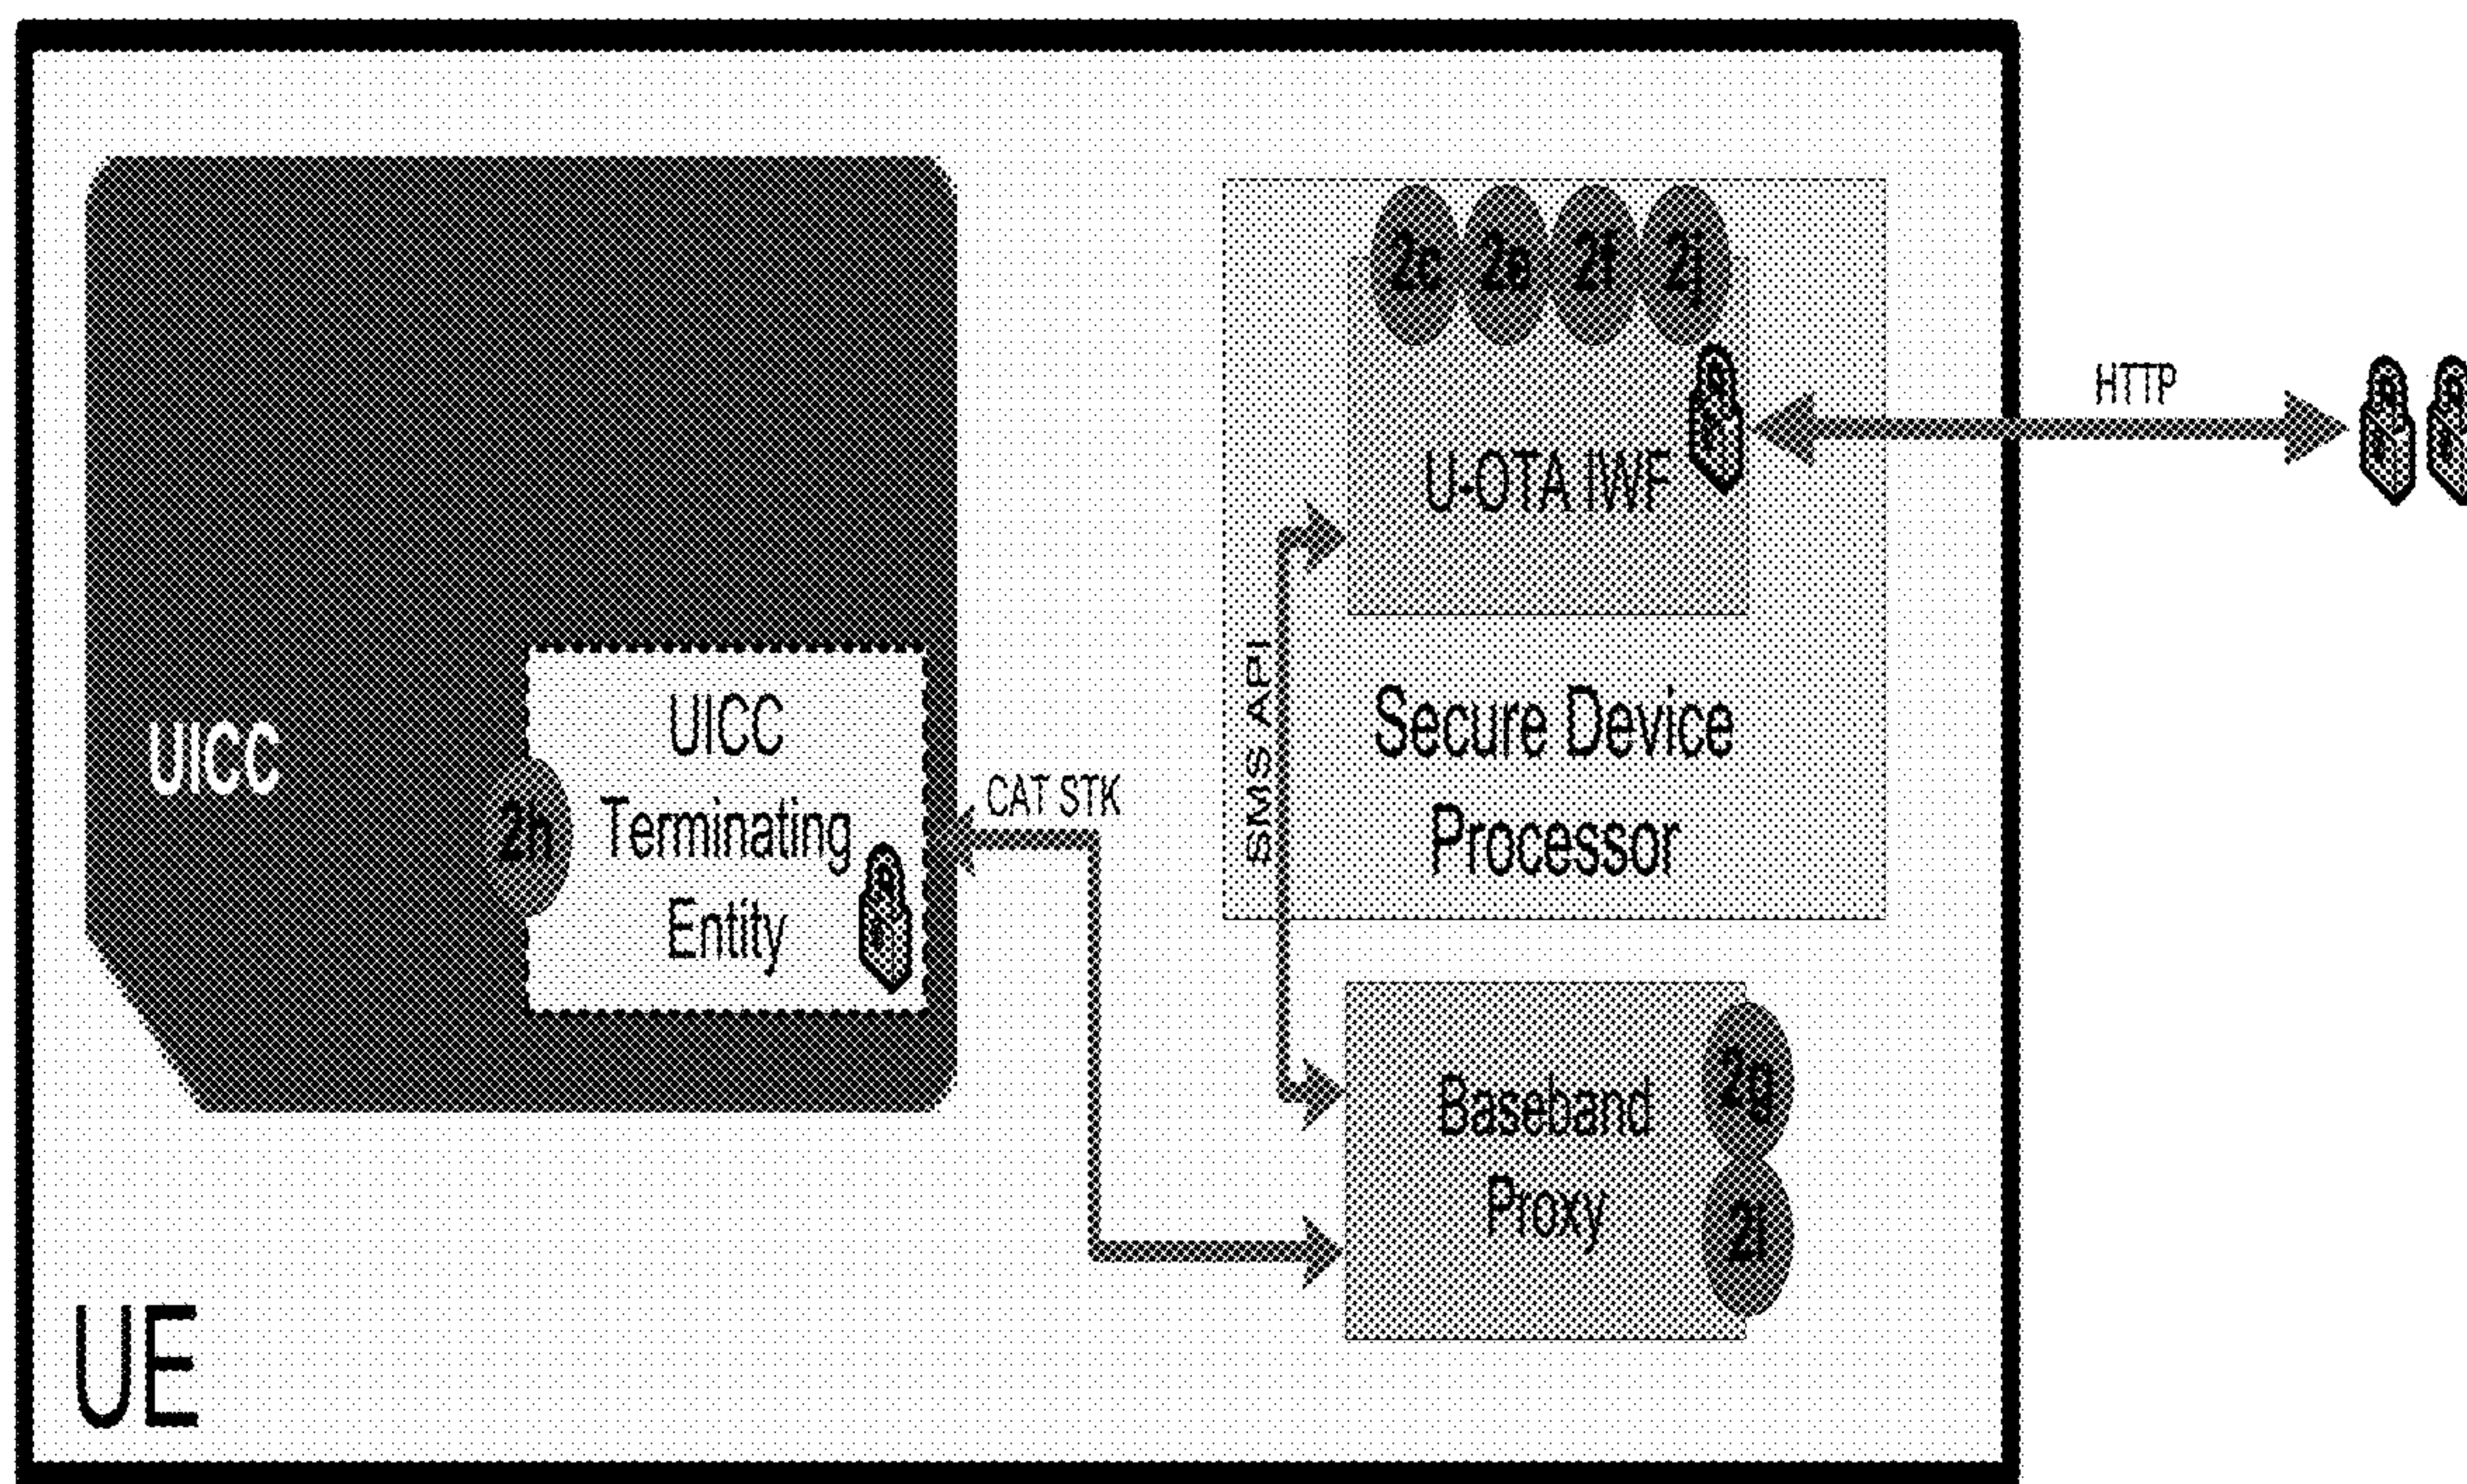 2c 2e 2f 2j
HTTP
U-OTA IWF
SMS API
Secure Device
Processor
UICC
UICC
Terminating
Entity
2h
CAT STK
Baseband
Proxy
2g
2i
UE